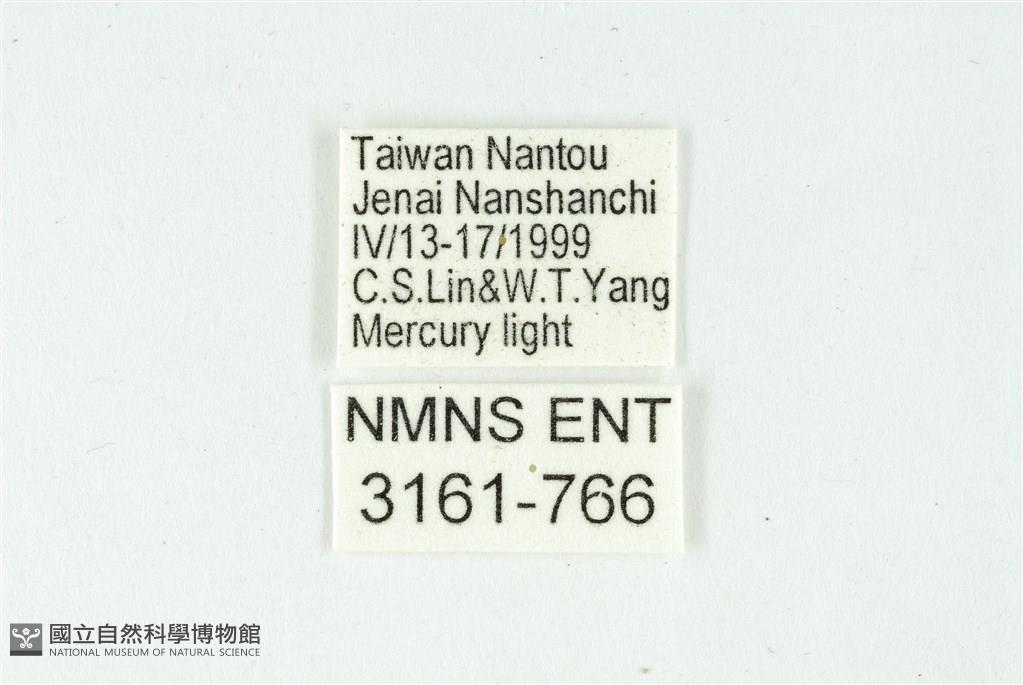 Taiwan Nantou
Jenai Nanshanchi
IV/13-17/1999
C.S.Lin&W.T.Yang
Mercury light
NMNS ENT
3161-766
國立自然科學博物館
NATIONAL MUSEUM OF NATURAL SCIENCE